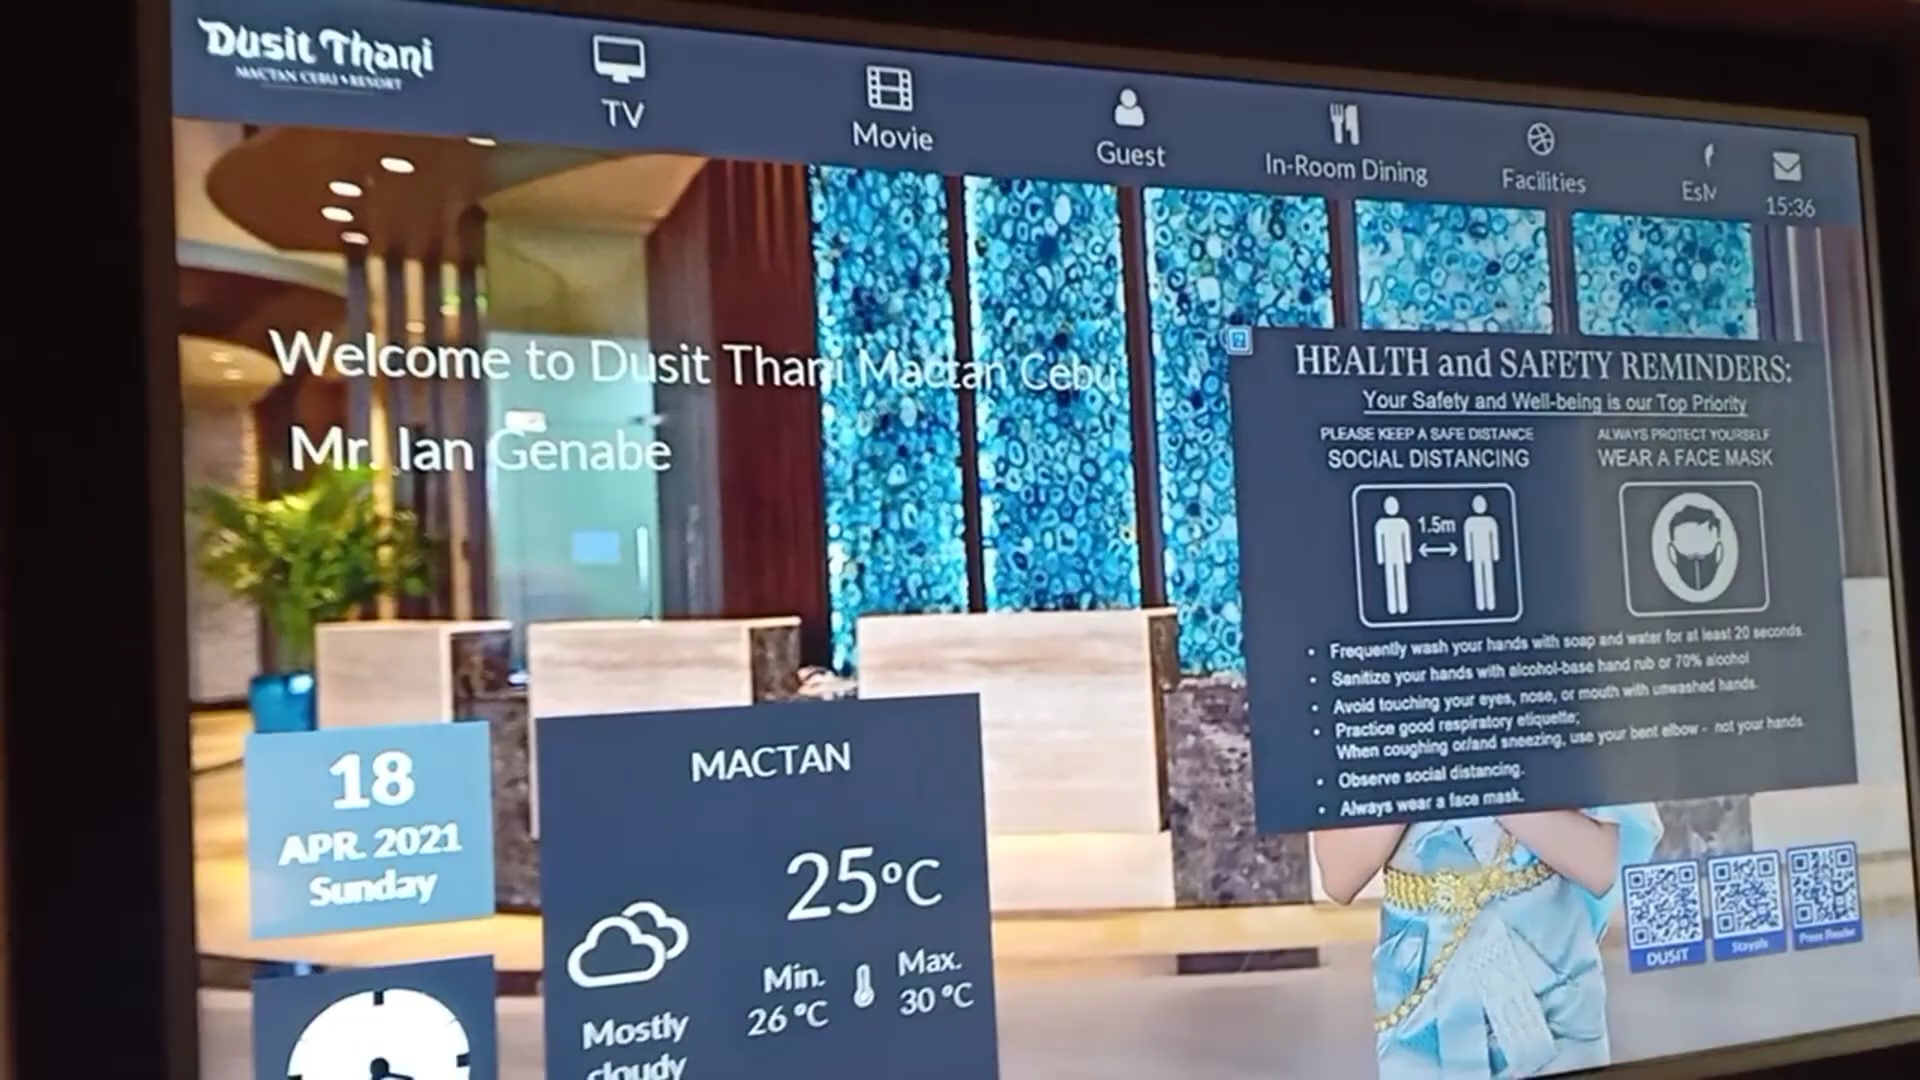 Dusit Thani
MACTAN CEBU • RESORT
TV
Movie
Guest
In-Room Dining
Facilities
EsM
15:36
Welcome to Dusit Thani Mactan Cebu
Mr. Ian Genabe
HEALTH and SAFETY REMINDERS:
Your Safety and Well-being is our Top Priority
PLEASE KEEP A SAFE DISTANCE
SOCIAL DISTANCING
ALWAYS PROTECT YOURSELF
WEAR A FACE MASK
1.5m
• Frequently wash your hands with soap and water for at least 20 seconds.
• Sanitize your hands with alcohol-base hand rub or 70% alcohol
• Avoid touching your eyes, nose, or mouth with unwashed hands.
• Practice good respiratory etiquette;
When coughing or/and sneezing, use your bent elbow - not your hands.
• Observe social distancing.
• Always wear a face mask.
18
APR. 2021
Sunday
MACTAN
25°C
Min.
26 °C
Max.
30 °C
Mostly
cloudy
DUSIT
Press Reader